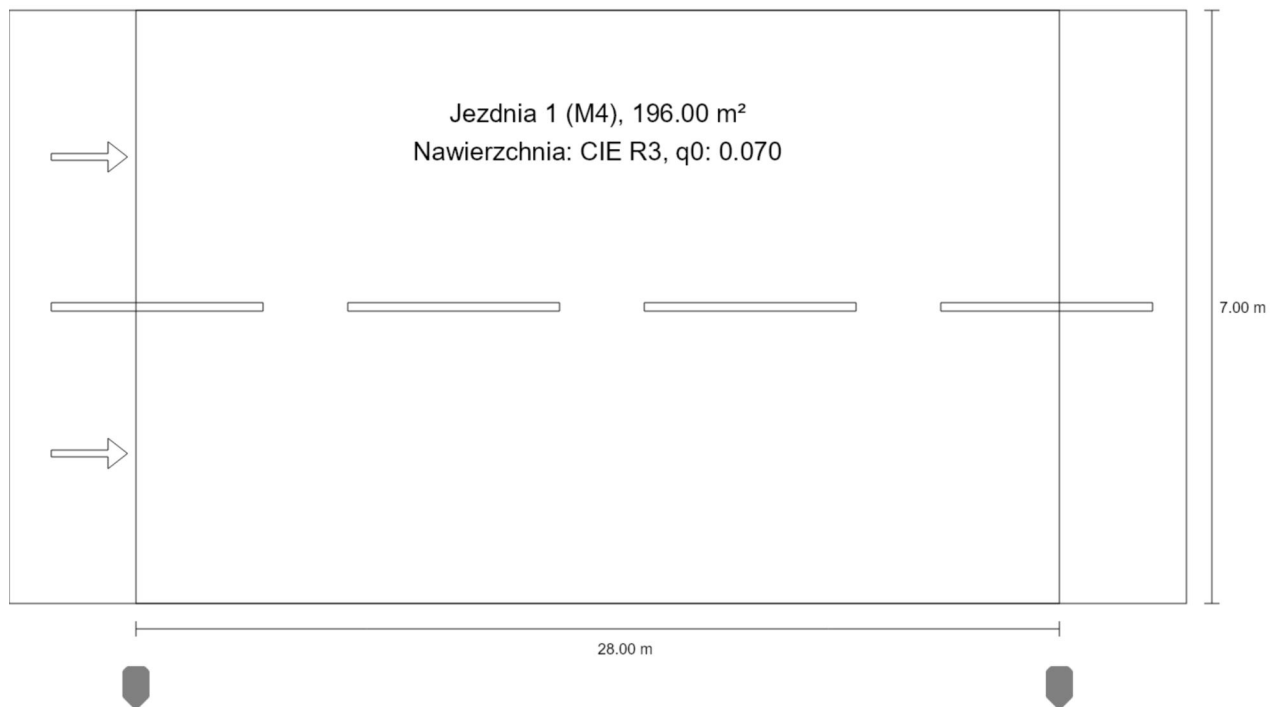 Jezdnia 1 (M4), 196.00 m²
Nawierzchnia: CIE R3, q0: 0.070
7.00 m
28.00 m